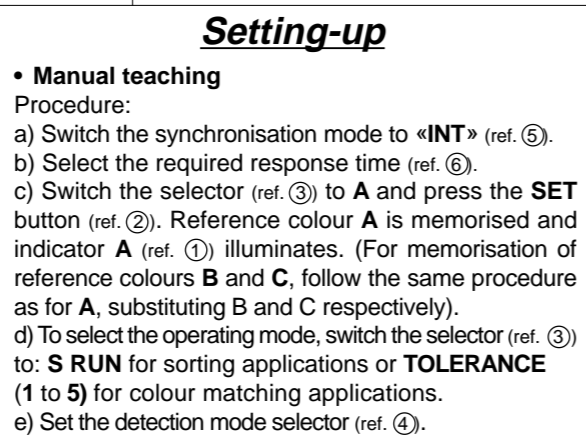 Setting-up
• Manual teaching
Procedure:
a) Switch the synchronisation mode to «INT» (ref. ⑤).
b) Select the required response time (ref. ⑥).
c) Switch the selector (ref. ③) to A and press the SET
button (ref. ②). Reference colour A is memorised and
indicator A (ref. ①) illuminates. (For memorisation of
reference colours B and C, follow the same procedure
as for A, substituting B and C respectively).
d) To select the operating mode, switch the selector (ref. ③)
to: S RUN for sorting applications or TOLERANCE
(1 to 5) for colour matching applications.
e) Set the detection mode selector (ref. ④).